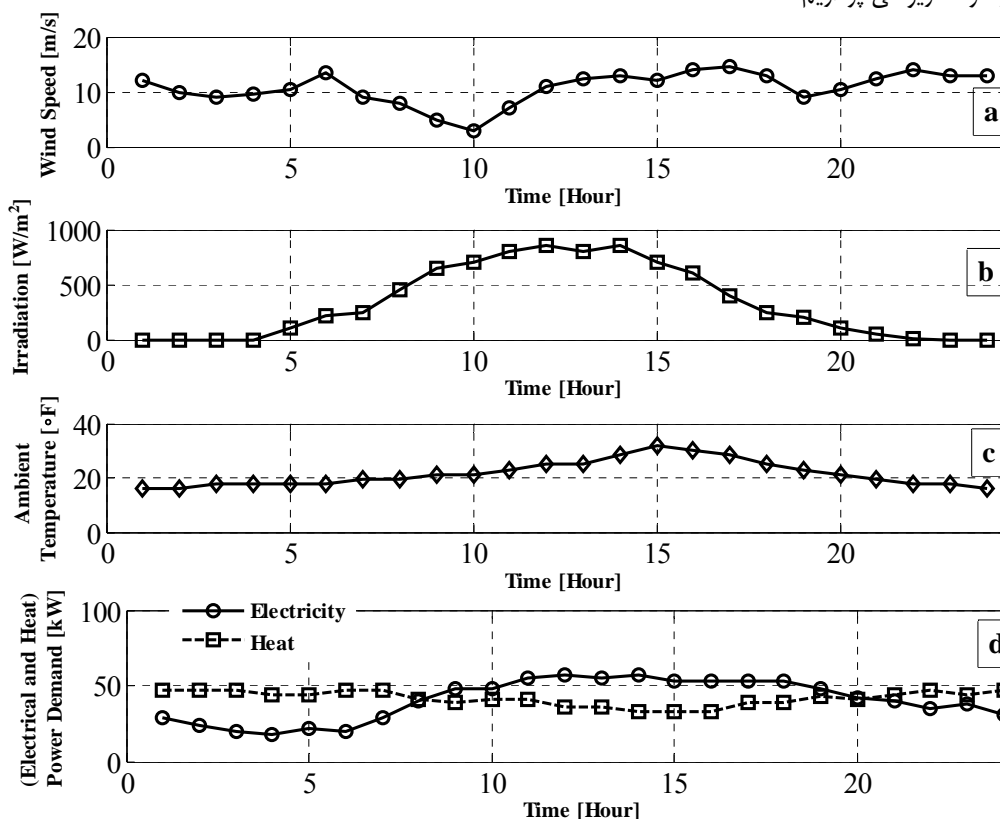 20
10
0
0 5 10 15 20
Wind Speed [m/s]
Time [Hour]
a
1000
500
0
0 5 10 15 20
Irradiation [W/m²]
Time [Hour]
b
40
20
0
0 5 10 15 20
Ambient
Temperature [∘F]
Time [Hour]
c
100
50
0
0 5 10 15 20
(Electrical and Heat)
Power Demand [kW]
Electricity
Heat
Time [Hour]
d